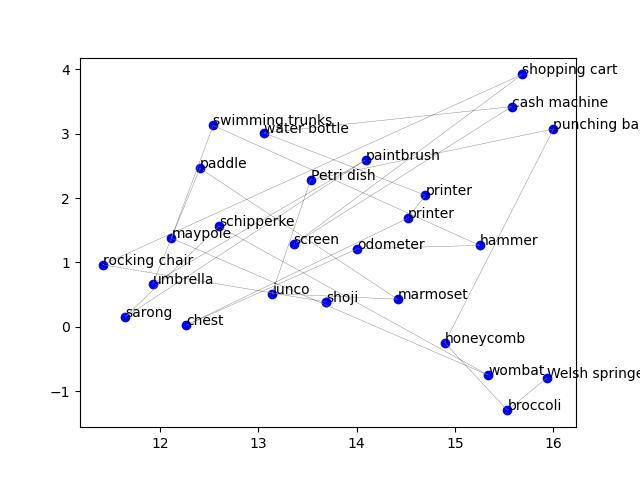 4
shopping cart
cash machine
punching ba
swimming trunks
water bottle
3
paintbrush
paddle
Petri dish
printer
2
printer
schipperke
maypole
screen
odometer
hammer
1
rocking chair
umbrella
junco
shoji
marmoset
sarong
chest
0
honeycomb
wombat
Welsh springe
−1
broccoli
12 13 14 15 16